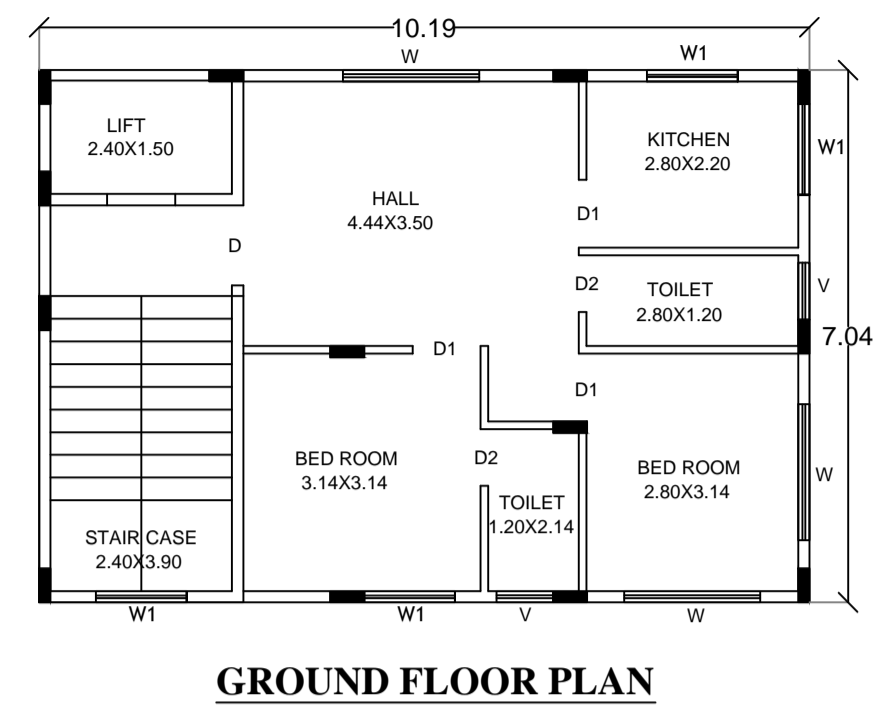 10.19
W
W1
LIFT
2.40X1.50
KITCHEN
2.80X2.20
W1
HALL
4.44X3.50
D1
D
D2
TOILET
2.80X1.20
V
7.04
D1
D1
BED ROOM
3.14X3.14
D2
BED ROOM
2.80X3.14
W
TOILET
1.20X2.14
STAIR CASE
2.40X3.90
W1
W1
V
W
GROUND FLOOR PLAN